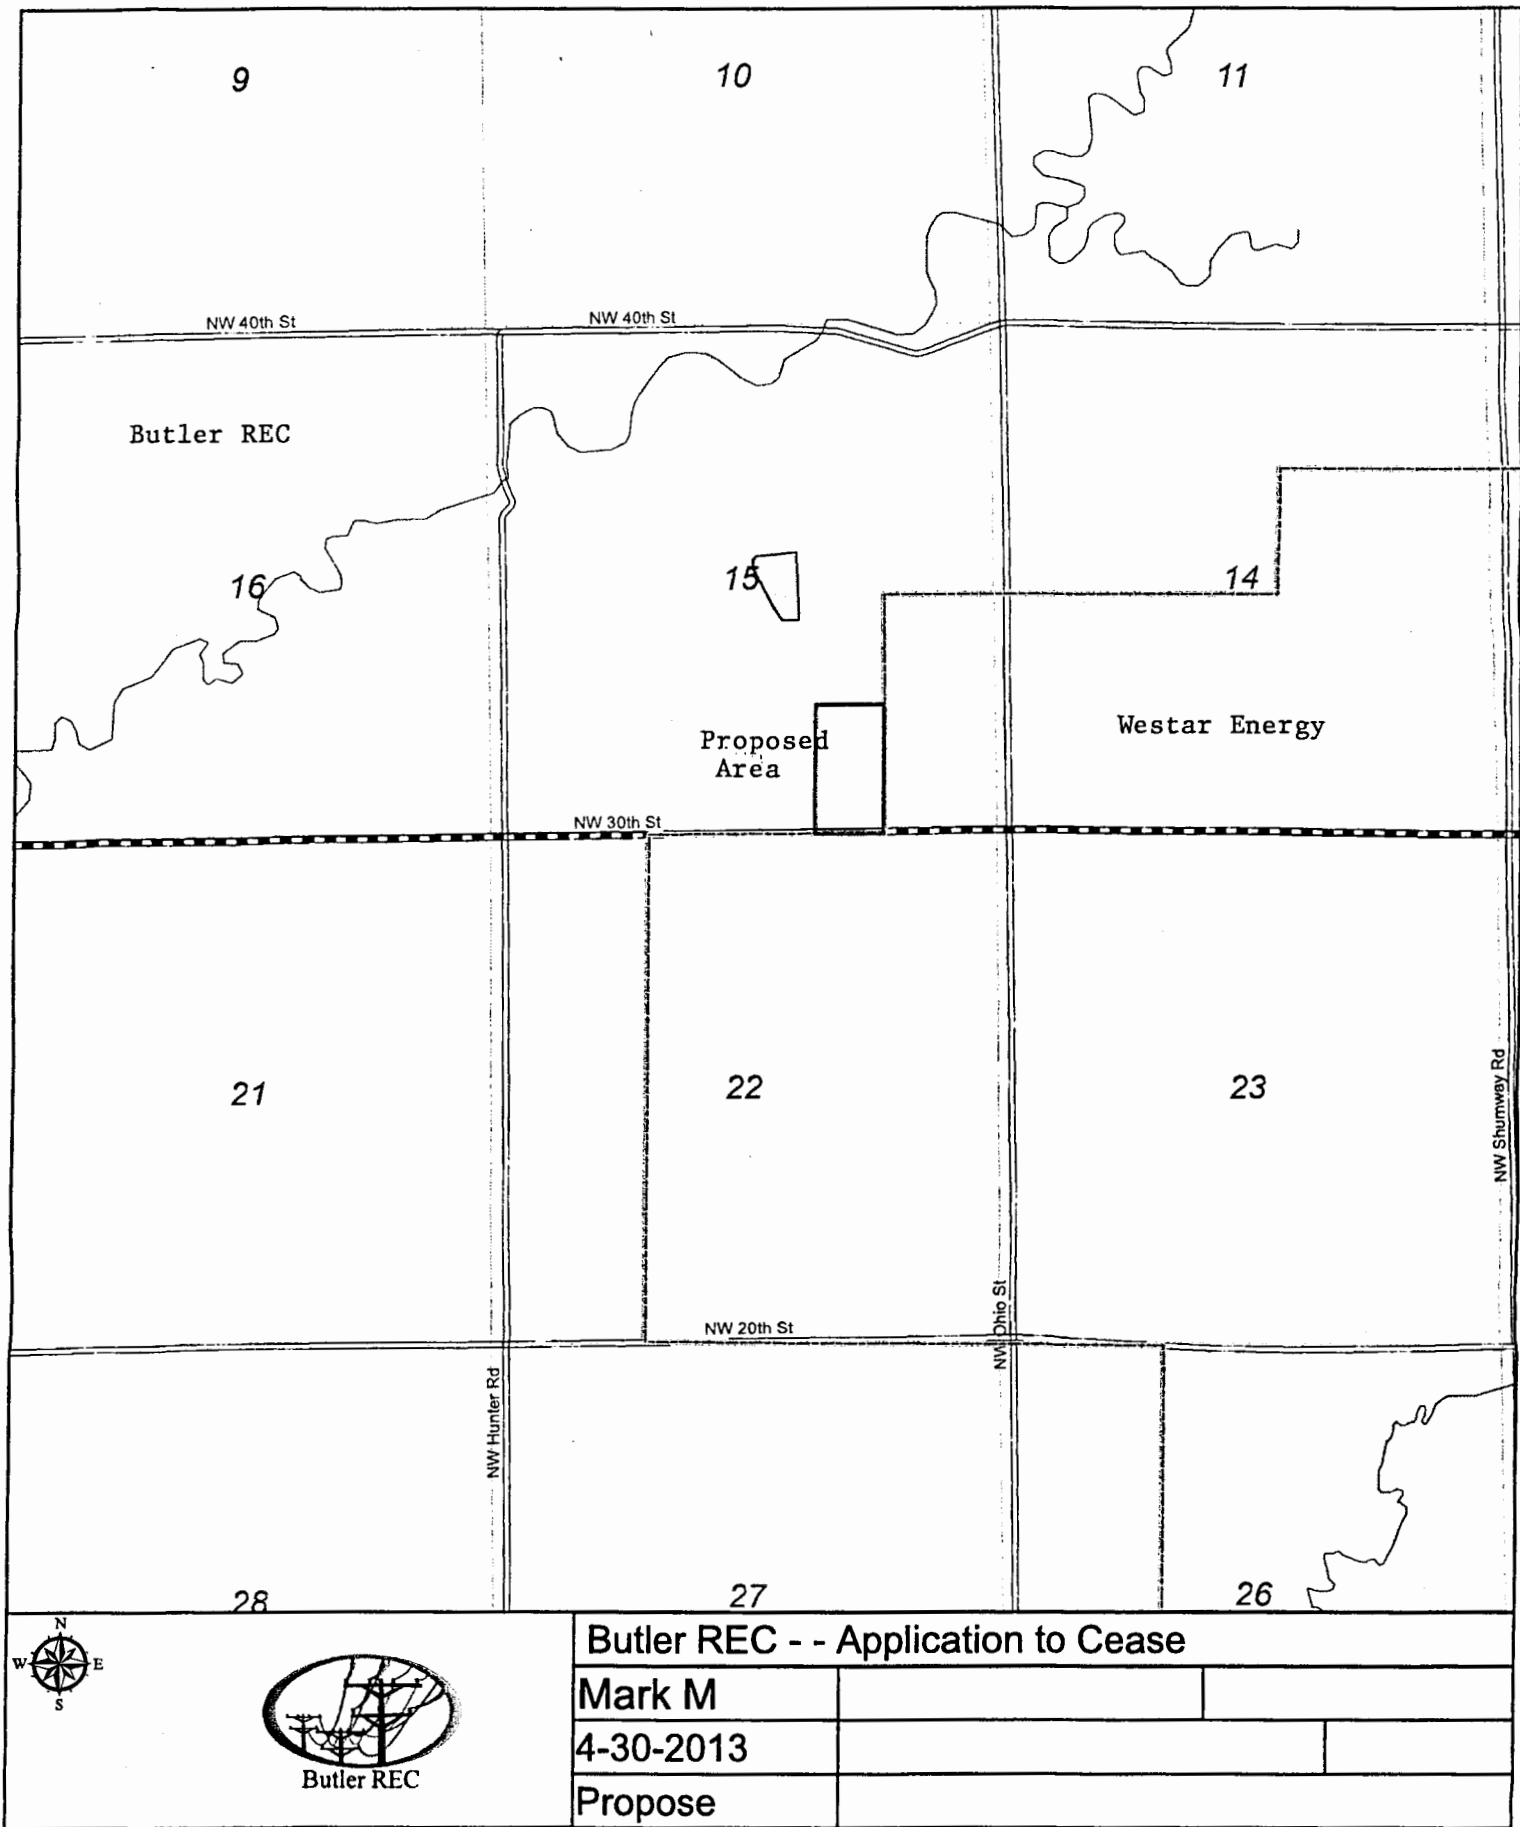 9
10
11
NW 40th St
NW 40th St
Butler REC
16
15
14
Proposed
Area
Westar Energy
NW 30th St
21
22
23
NW Shumway Rd
NW Ohio St
NW 20th St
NW Hunter Rd
28
27
26
N
W E
S
Butler REC
Butler REC - - Application to Cease
Mark M
4-30-2013
Propose